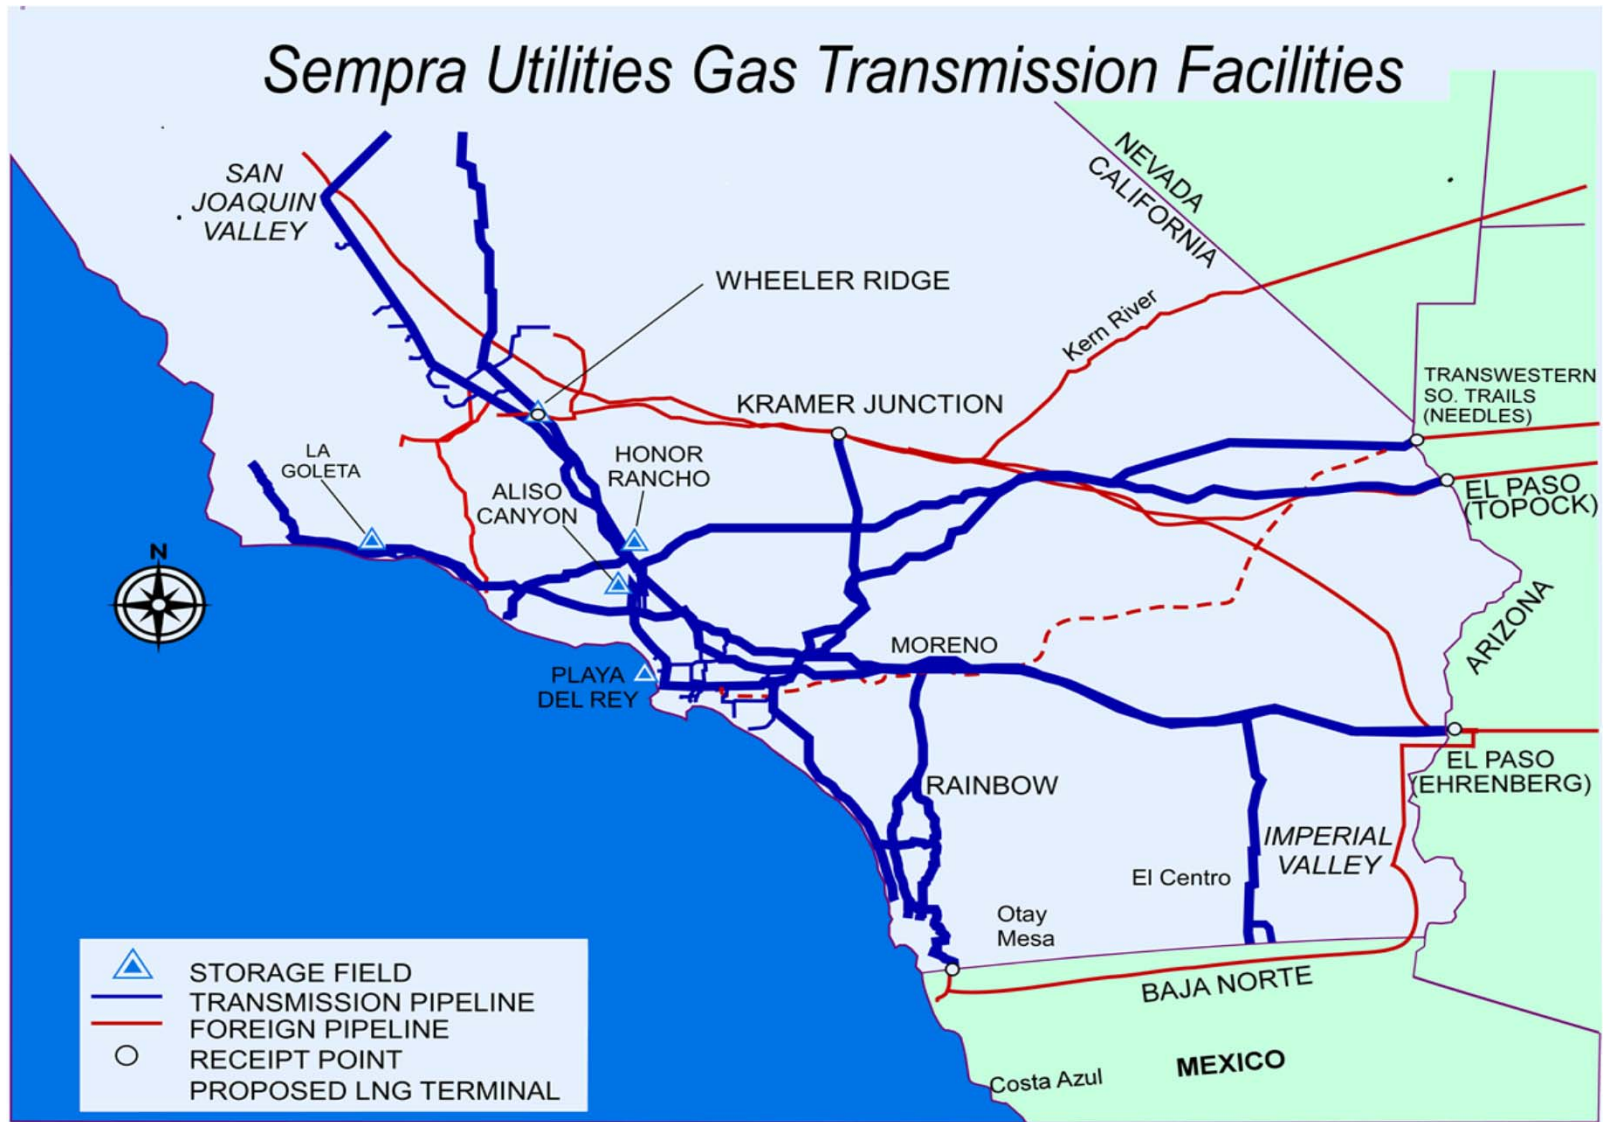 Sempra Utilities Gas Transmission Facilities
SAN
JOAQUIN
VALLEY
NEVADA
CALIFORNIA
WHEELER RIDGE
Kern River
TRANSWESTERN
SO. TRAILS
(NEEDLES)
KRAMER JUNCTION
LA
GOLETA
HONOR
RANCHO
ALISO
CANYON
EL PASO
(TOPOCK)
N
ARIZONA
MORENO
PLAYA
DEL REY
EL PASO
(EHRENBERG)
RAINBOW
IMPERIAL
VALLEY
El Centro
Otay
Mesa
BAJA NORTE
MEXICO
Costa Azul
STORAGE FIELD
TRANSMISSION PIPELINE
FOREIGN PIPELINE
RECEIPT POINT
PROPOSED LNG TERMINAL